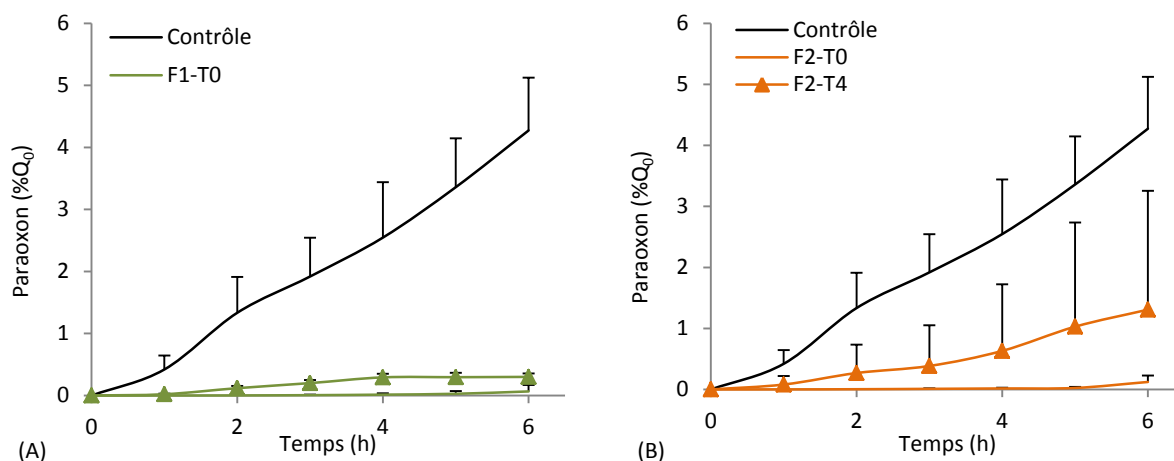 6
Contrôle
F1-T0
5
4
3
2
1
0
Paraoxon (%Q₀)
0 2 4 6
Temps (h)
(A)
6
Contrôle
F2-T0
F2-T4
5
4
3
2
1
0
Paraoxon (%Q₀)
0 2 4 6
Temps (h)
(B)